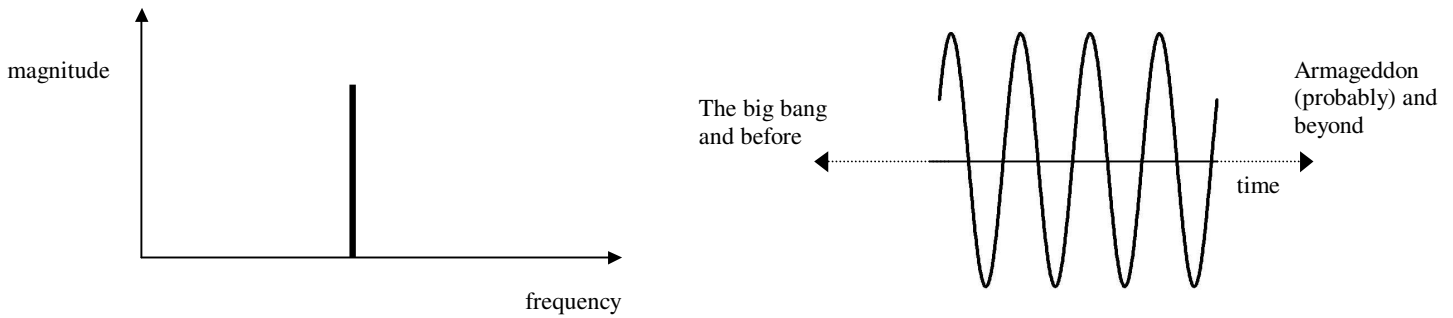 magnitude
frequency
The big bang
and before
Armageddon
(probably) and
beyond
time